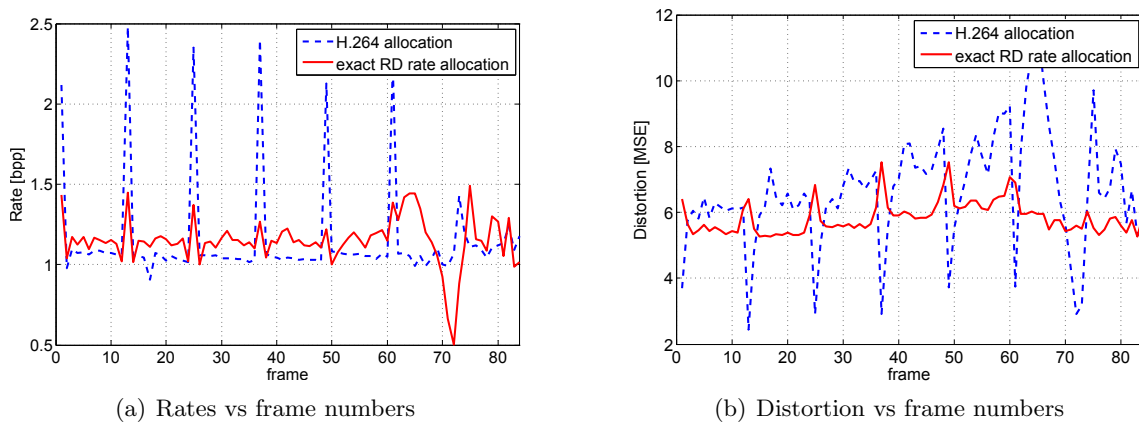 2.5
2
1.5
1
0.5
0 10 20 30 40 50 60 70 80
Rate [bpp]
frame
H.264 allocation
exact RD rate allocation
(a) Rates vs frame numbers
12
10
8
6
4
2
0 10 20 30 40 50 60 70 80
Distortion [MSE]
frame
H.264 allocation
exact RD rate allocation
(b) Distortion vs frame numbers